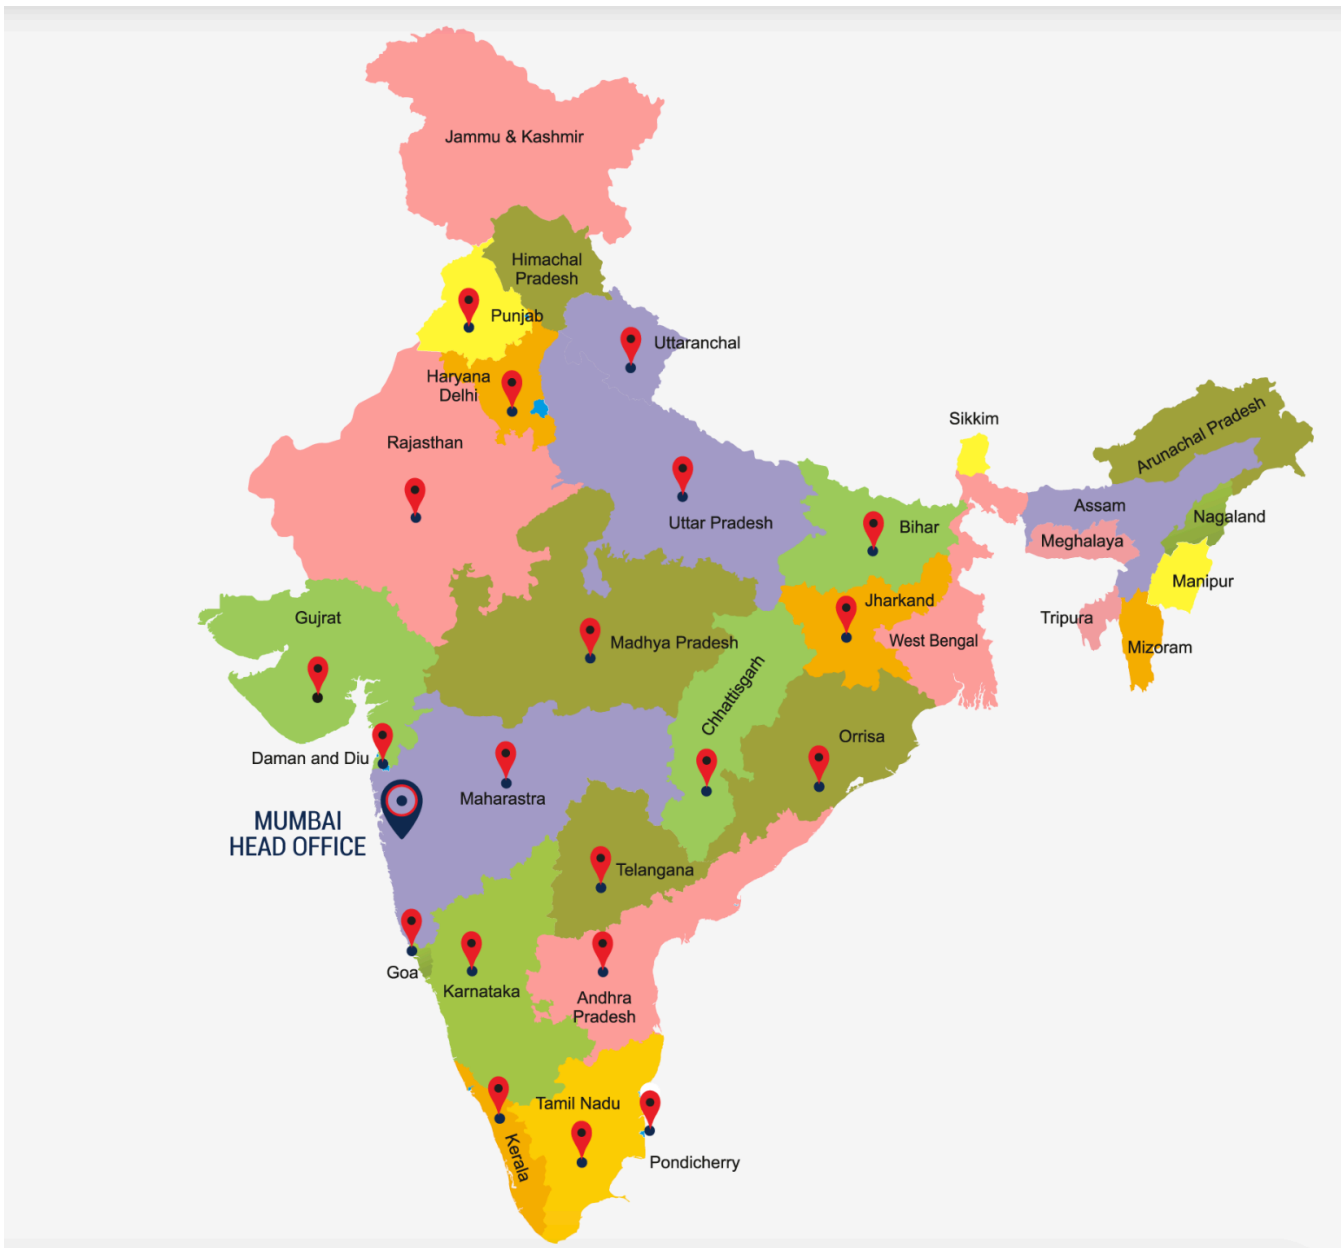 Jammu & Kashmir
Himachal
Pradesh
Punjab
Uttaranchal
Haryana
Delhi
Rajasthan
Sikkim
Arunachal Pradesh
Assam
Nagaland
Uttar Pradesh
Bihar
Meghalaya
Manipur
Jharkand
Gujrat
Tripura
West Bengal
Madhya Pradesh
Mizoram
Chhattisgarh
Orrisa
Daman and Diu
Maharastra
MUMBAI
HEAD OFFICE
Telangana
Goa
Karnataka
Andhra
Pradesh
Tamil Nadu
Kerala
Pondicherry